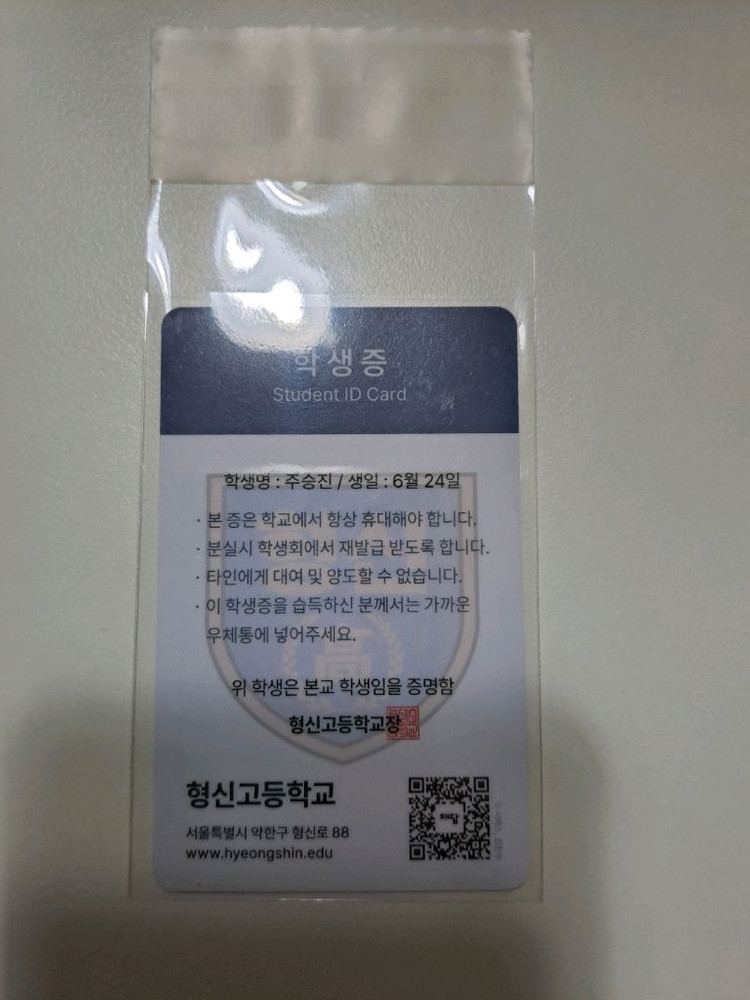 학생증
Student ID Card
학생명 : 주승진 / 생일 : 6월 24일
· 본 증은 학교에서 항상 휴대해야 합니다.
· 분실시 학생회에서 재발급 받도록 합니다.
· 타인에게 대여 및 양도할 수 없습니다.
· 이 학생증을 습득하신 분께서는 가까운
우체통에 넣어주세요.
위 학생은 본교 학생임을 증명함
형신고등학교장
형신고등학교
서울특별시 약한구 형신로 88
www.hyeongshin.edu